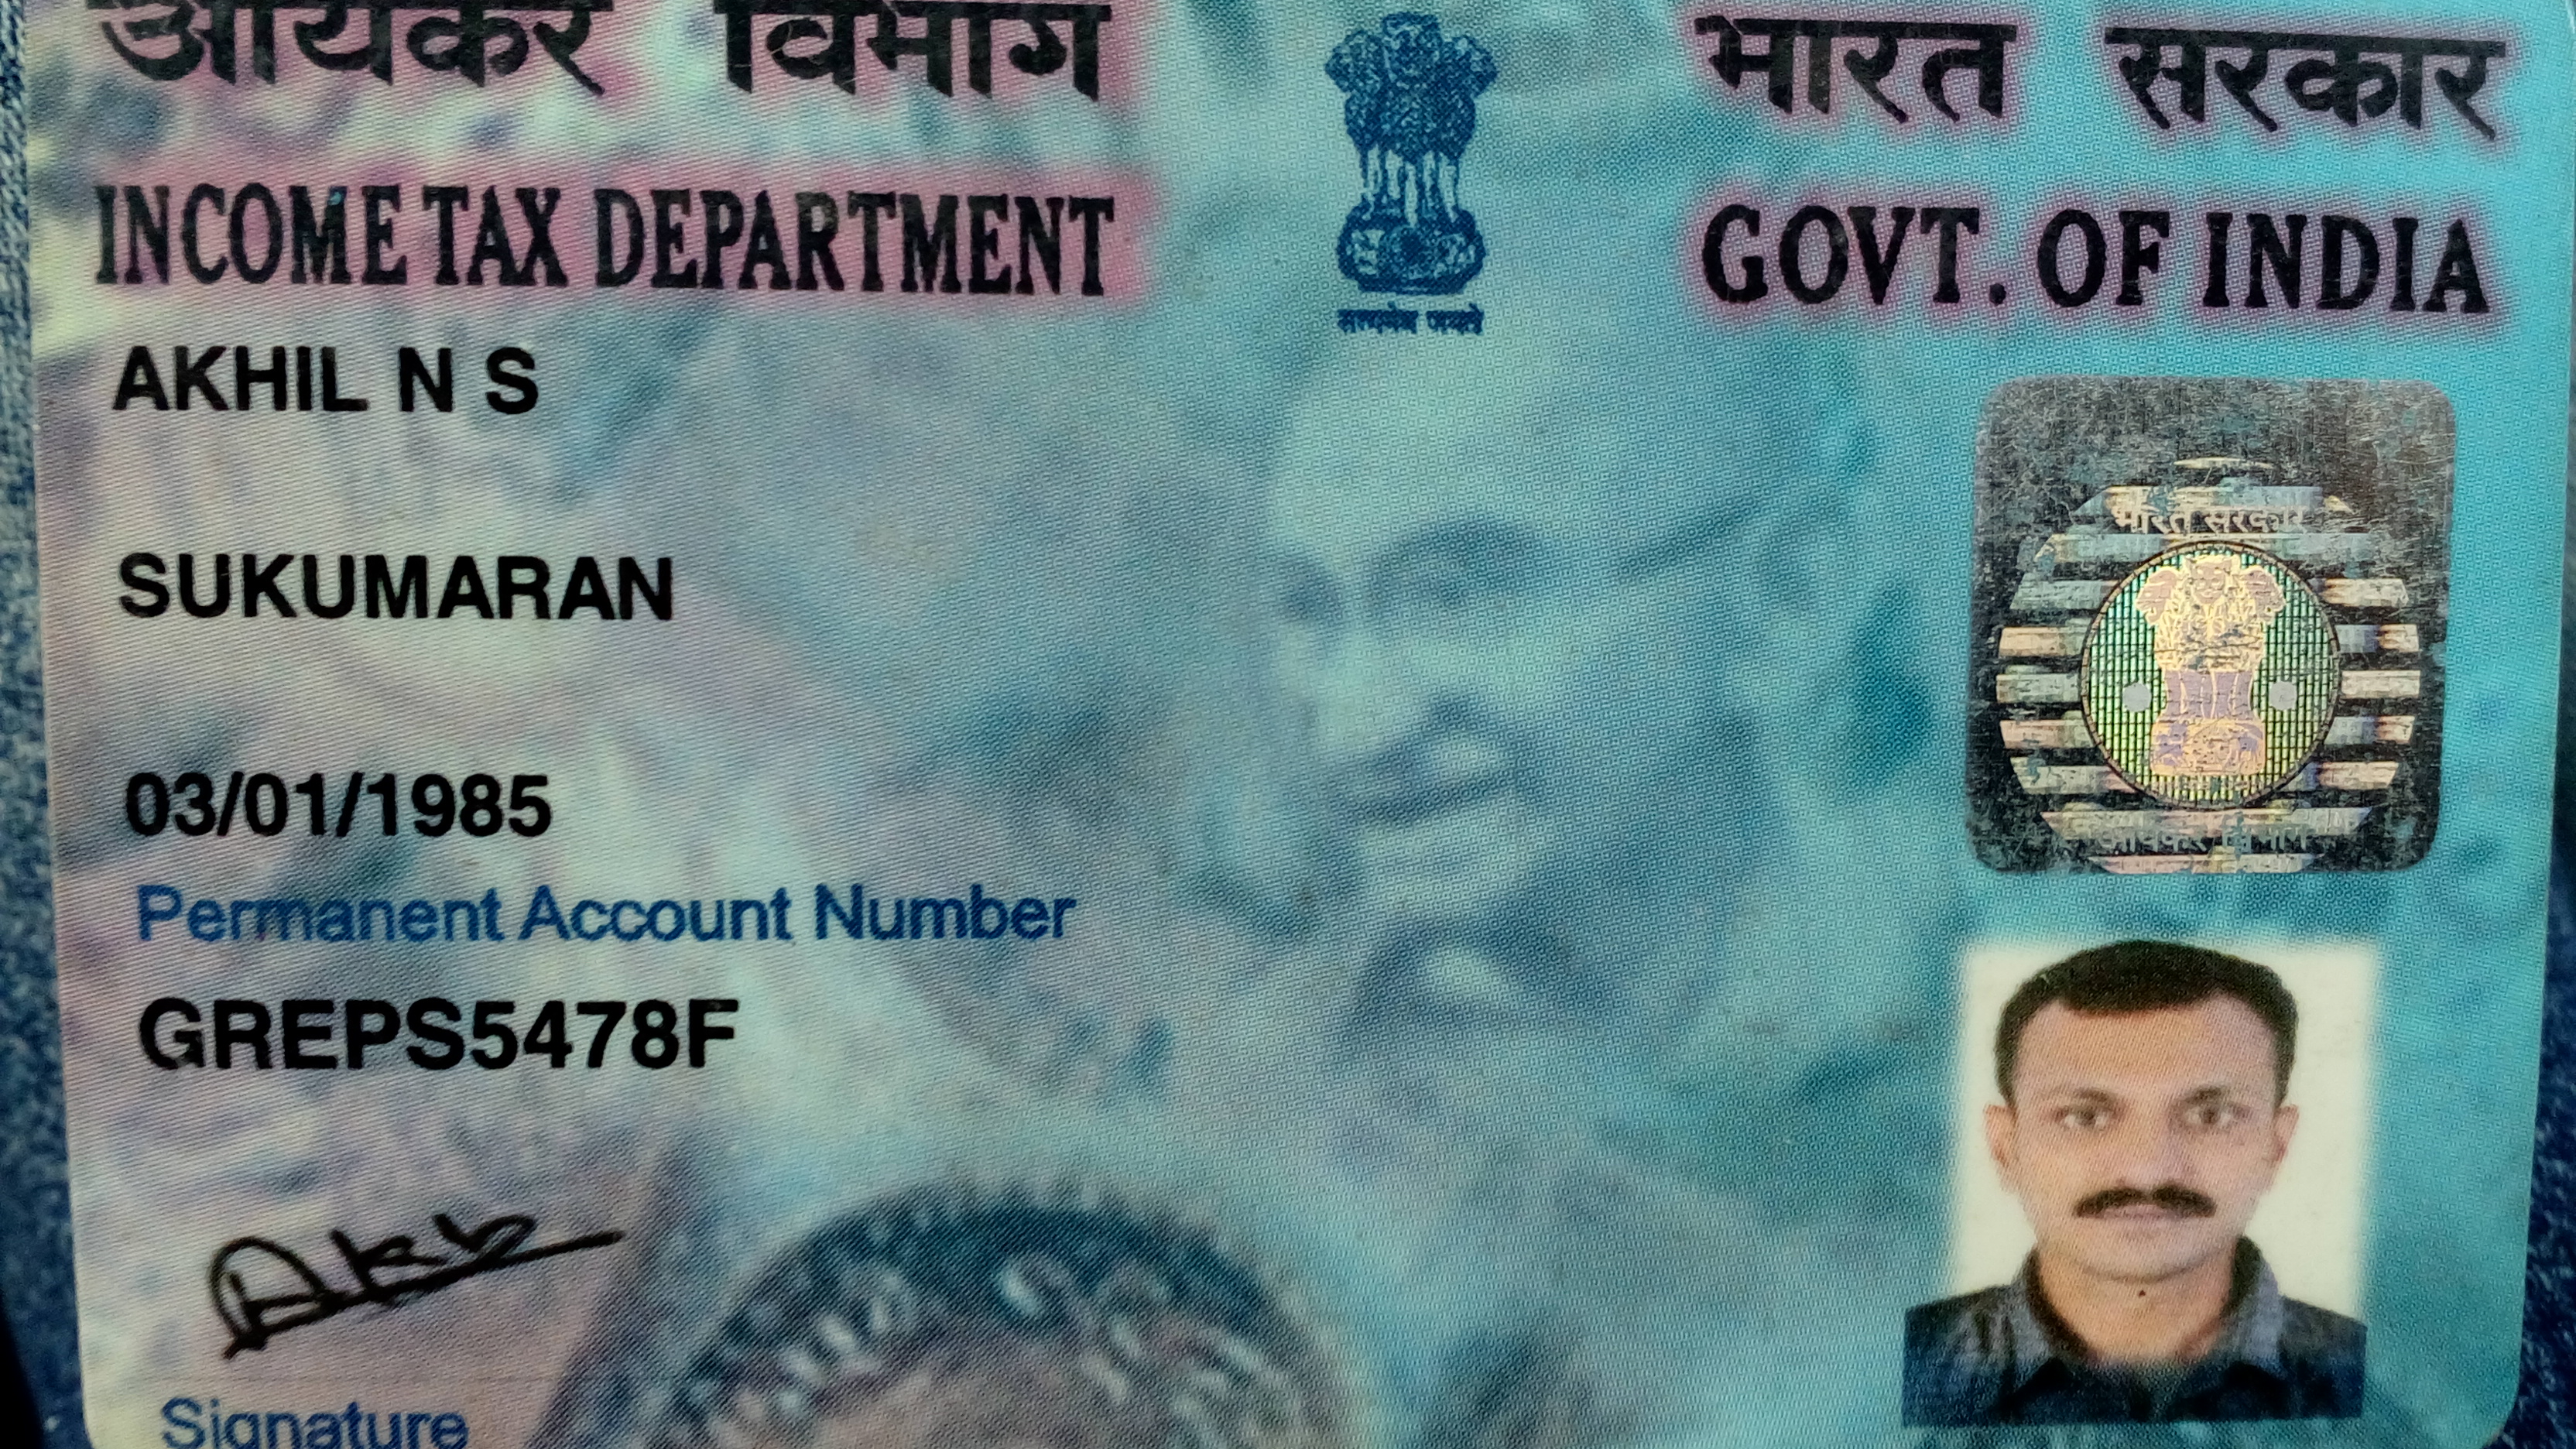 आयकर विभाग
भारत सरकार
INCOME TAX DEPARTMENT
GOVT. OF INDIA
सत्यमेव जयते
AKHIL N S
SUKUMARAN
03/01/1985
Permanent Account Number
GREPS5478F
Signature
भारत सरकार
आयकर विभाग